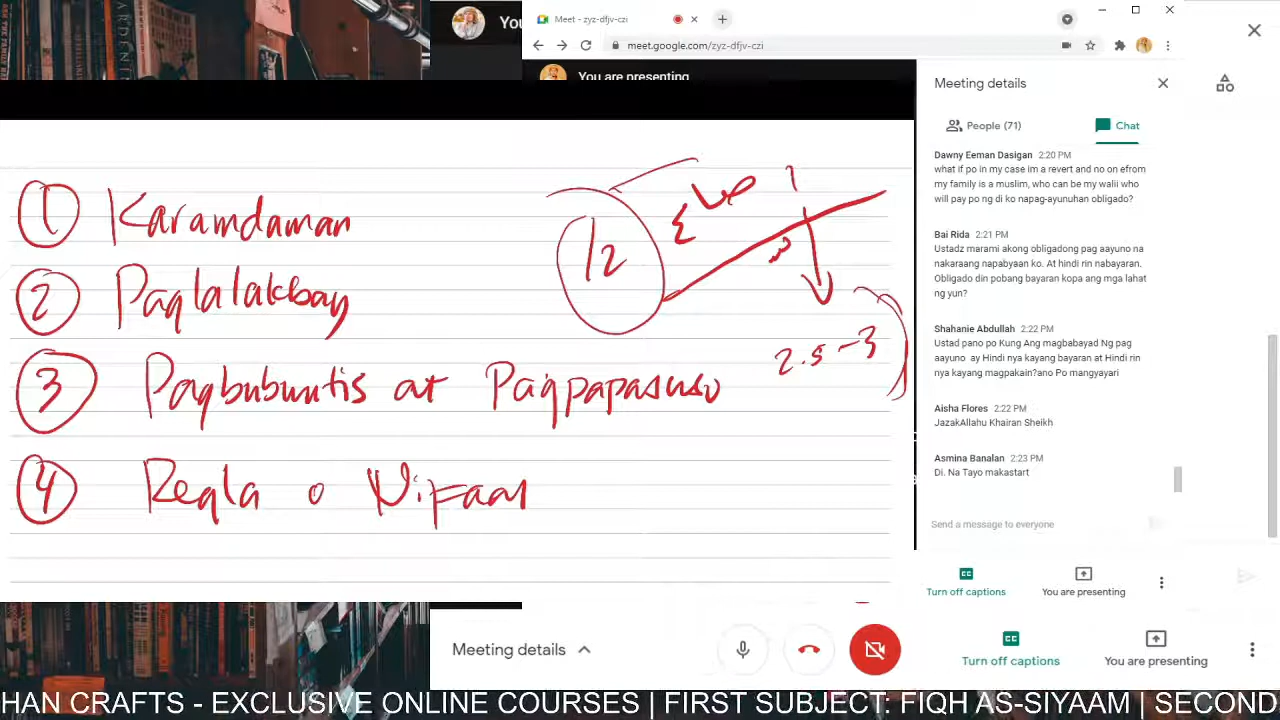 Meet - zyz-dfjv-czi
meet.google.com/zyz-dfjv-czi
You are presenting
Meeting details
People (71)
Chat
Dawny Eeman Dasigan 2:20 PM
what if po in my case im a revert and no on efrom
my family is a muslim, who can be my walii who
will pay po ng di ko napag-ayunuhan obligado?
Bai Rida 2:21 PM
Ustadz marami akong obligadong pag aayuno na
nakaraang napabyaan ko. At hindi rin nabayaran.
Obligado din pobang bayaran kopa ang mga lahat
ng yun?
Shahanie Abdullah 2:22 PM
Ustad pano po Kung Ang magbabayad Ng pag
aayuno ay Hindi nya kayang bayaran at Hindi rin
nya kayang magpakain?ano Po mangyayari
Aisha Flores 2:22 PM
JazakAllahu Khairan Sheikh
Asmina Banalan 2:23 PM
Di. Na Tayo makastart
Send a message to everyone
Turn off captions
You are presenting
1 Karamdaman
2 Paglalakbay
3 Pagbubuntis at Pagpapasuso
4 Regla o Nifaas
12
2.5 - 3
Meeting details
Turn off captions
You are presenting
HAN CRAFTS - EXCLUSIVE ONLINE COURSES | FIRST SUBJECT: FIQH AS-SIYAAM | SECOND